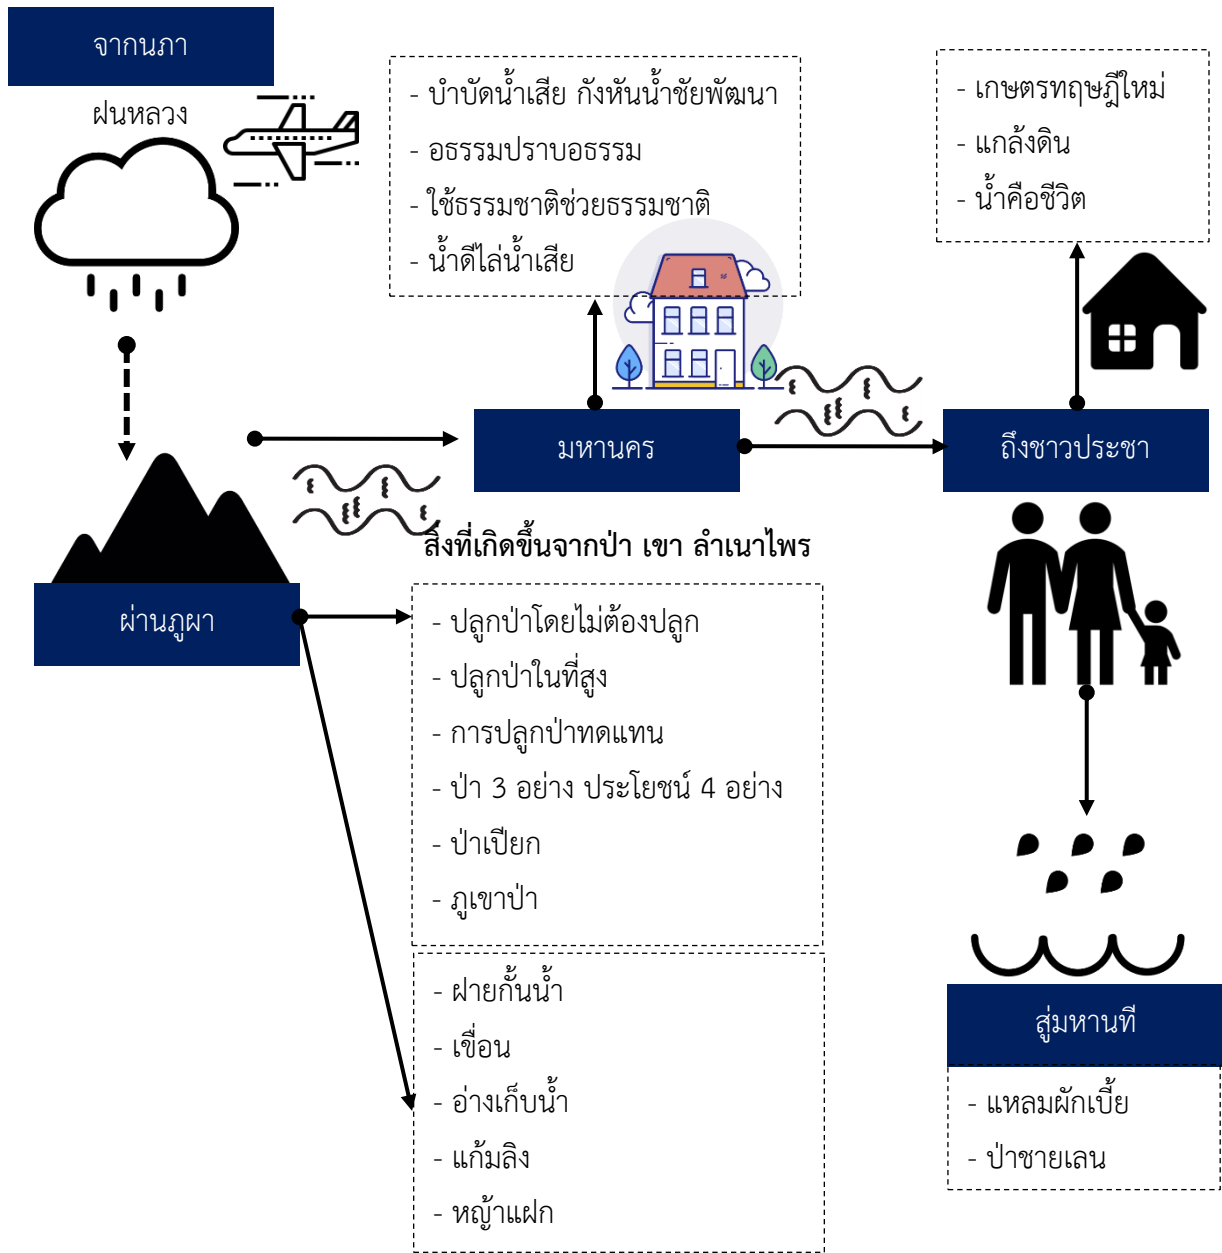 จากนภา
ฝนหลวง
- บำบัดน้ำเสีย กังหันน้ำชัยพัฒนา
- อธรรมปราบอธรรม
- ใช้ธรรมชาติช่วยธรรมชาติ
- น้ำดีไล่น้ำเสีย
- เกษตรทฤษฎีใหม่
- แกล้งดิน
- น้ำคือชีวิต
มหานคร
ถึงชาวประชา
สิ่งที่เกิดขึ้นจากป่า เขา ลำเนาไพร
ผ่านภูผา
- ปลูกป่าโดยไม่ต้องปลูก
- ปลูกป่าในที่สูง
- การปลูกป่าทดแทน
- ป่า 3 อย่าง ประโยชน์ 4 อย่าง
- ป่าเปียก
- ภูเขาป่า
- ฝายกั้นน้ำ
- เขื่อน
- อ่างเก็บน้ำ
- แก้มลิง
- หญ้าแฝก
สู่มหานที
- แหลมผักเบี้ย
- ป่าชายเลน